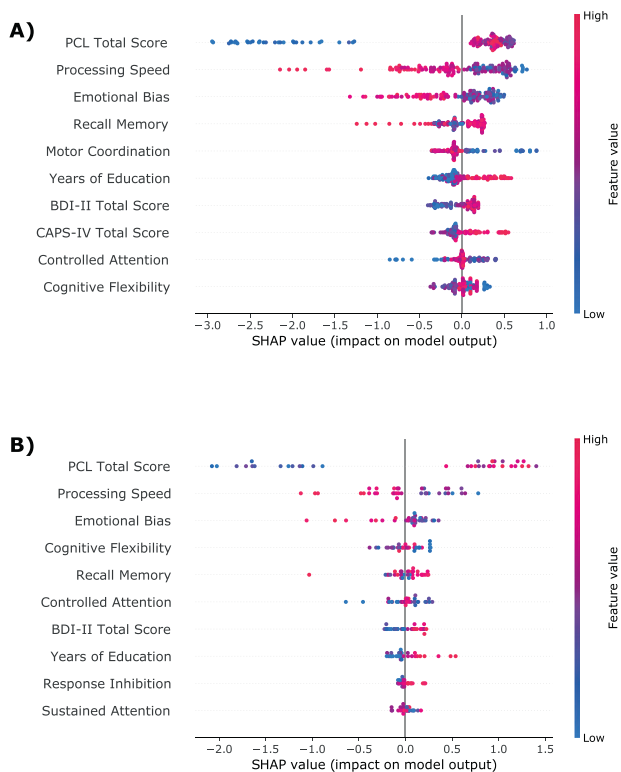 A)
High
PCL Total Score
Processing Speed
Emotional Bias
Recall Memory
Motor Coordination
Years of Education
BDI-II Total Score
CAPS-IV Total Score
Controlled Attention
Cognitive Flexibility
Feature value
Low
−3.0 −2.5 −2.0 −1.5 −1.0 −0.5 0.0 0.5 1.0
SHAP value (impact on model output)
B)
High
PCL Total Score
Processing Speed
Emotional Bias
Cognitive Flexibility
Recall Memory
Controlled Attention
BDI-II Total Score
Years of Education
Response Inhibition
Sustained Attention
Feature value
Low
−2.0 −1.5 −1.0 −0.5 0.0 0.5 1.0 1.5
SHAP value (impact on model output)